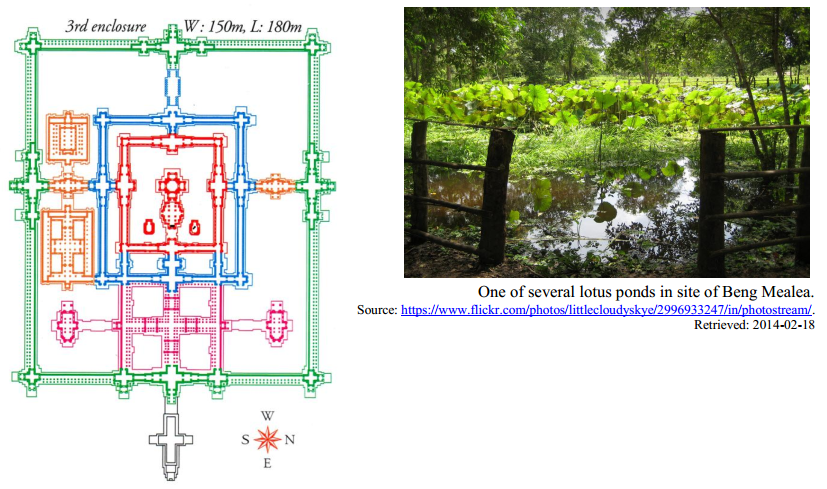 3rd enclosure W : 150m, L: 180m
W
S N
E
One of several lotus ponds in site of Beng Mealea.
Source: https://www.flickr.com/photos/littlecloudyskye/2996933247/in/photostream/.
Retrieved: 2014-02-18